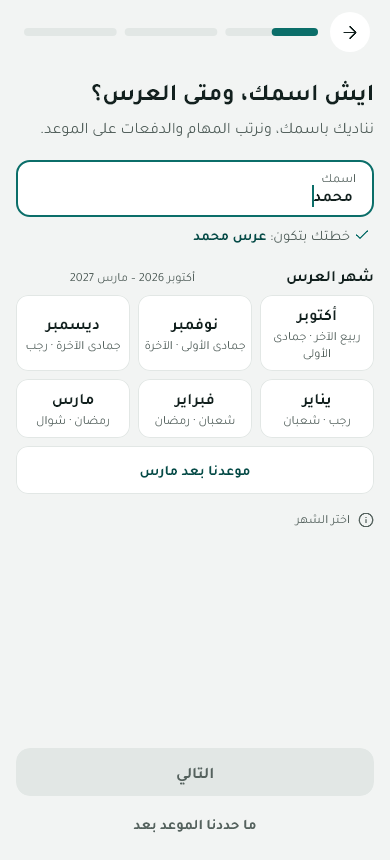 ايش اسمك، ومتى العرس؟
نناديك باسمك، ونرتب المهام والدفعات على الموعد.
اسمك
محمد
خطتك بتكون: عرس محمد
شهر العرس
أكتوبر 2026 – مارس 2027
أكتوبر
ربيع الآخر · جمادى
الأولى
نوفمبر
جمادى الأولى · الآخرة
ديسمبر
جمادى الآخرة · رجب
يناير
رجب · شعبان
فبراير
شعبان · رمضان
مارس
رمضان · شوال
موعدنا بعد مارس
اختر الشهر
التالي
ما حددنا الموعد بعد